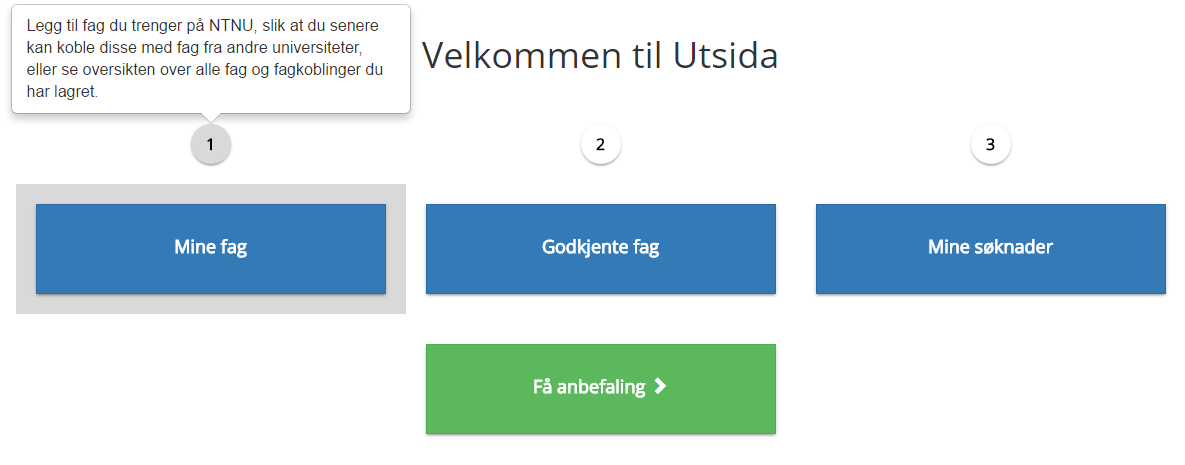 Legg til fag du trenger på NTNU, slik at du senere
kan koble disse med fag fra andre universiteter,
eller se oversikten over alle fag og fagkoblinger du
har lagret.
Velkommen til Utsida
1
2
3
Mine fag
Godkjente fag
Mine søknader
Få anbefaling